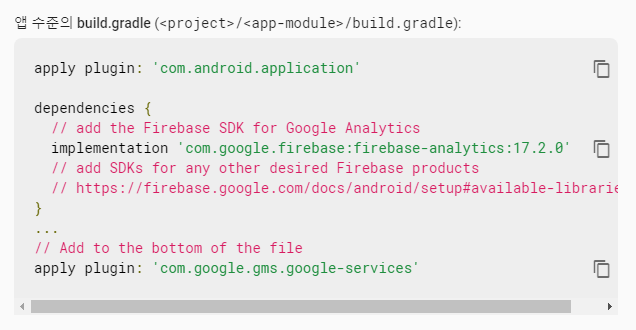 앱 수준의 build.gradle (<project>/<app-module>/build.gradle):
apply plugin: 'com.android.application'
dependencies {
// add the Firebase SDK for Google Analytics
implementation 'com.google.firebase:firebase-analytics:17.2.0'
// add SDKs for any other desired Firebase products
// https://firebase.google.com/docs/android/setup#available-librarie
}
...
// Add to the bottom of the file
apply plugin: 'com.google.gms.google-services'